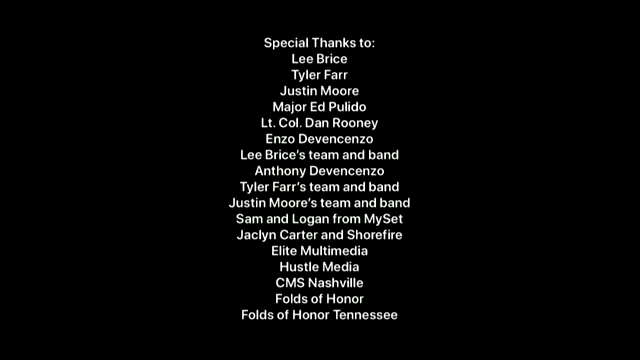 Special Thanks to:
Lee Brice
Tyler Farr
Justin Moore
Major Ed Pulido
Lt. Col. Dan Rooney
Enzo Devencenzo
Lee Brice's team and band
Anthony Devencenzo
Tyler Farr's team and band
Justin Moore's team and band
Sam and Logan from MySet
Jaclyn Carter and Shorefire
Elite Multimedia
Hustle Media
CMS Nashville
Folds of Honor
Folds of Honor Tennessee